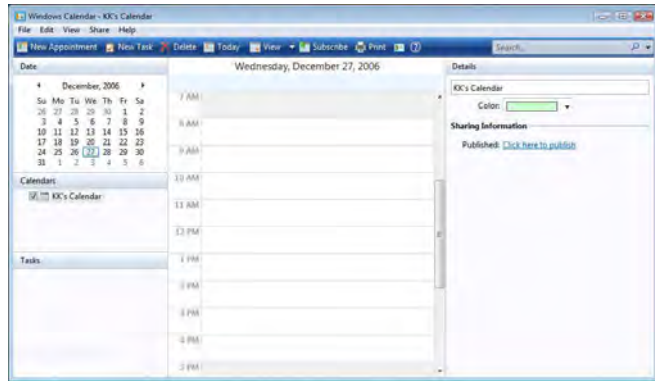 Windows Calendar - KK's Calendar
File Edit View Share Help
New Appointment New Task Delete Today View Subscribe Print
Search...
Date
December, 2006
Su Mo Tu We Th Fr Sa
26 27 28 29 30 1 2
3 4 5 6 7 8 9
10 11 12 13 14 15 16
17 18 19 20 21 22 23
24 25 26 27 28 29 30
31 1 2 3 4 5 6
Calendars
KK's Calendar
Tasks
Wednesday, December 27, 2006
7 AM
8 AM
9 AM
10 AM
11 AM
12 PM
1 PM
2 PM
3 PM
4 PM
5 PM
Details
KK's Calendar
Color:
Sharing Information
Published: Click here to publish